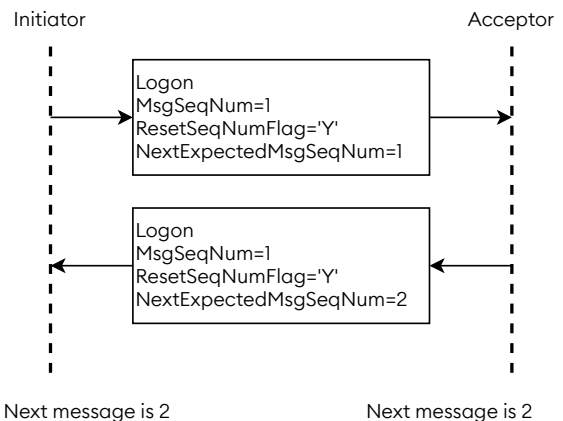 Initiator
Acceptor
Logon
MsgSeqNum=1
ResetSeqNumFlag='Y'
NextExpectedMsgSeqNum=1
Logon
MsgSeqNum=1
ResetSeqNumFlag='Y'
NextExpectedMsgSeqNum=2
Next message is 2
Next message is 2